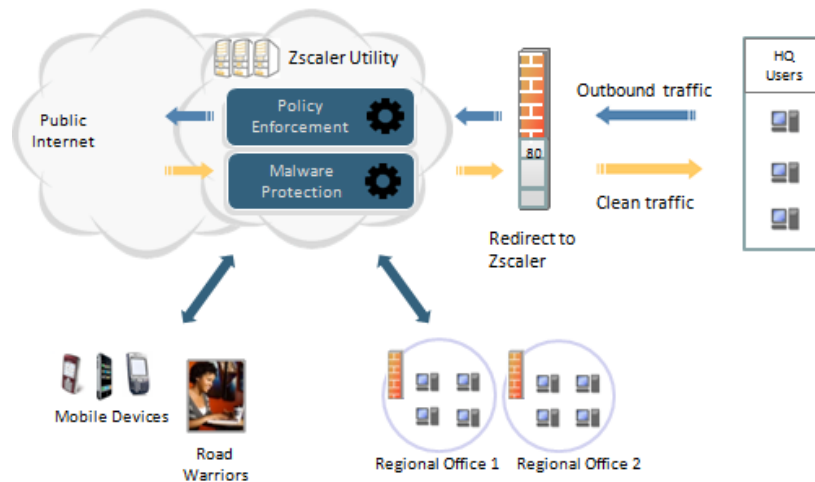 Zscaler Utility
HQ
Users
Public
Internet
Policy
Enforcement
Outbound traffic
80
Malware
Protection
Clean traffic
Redirect to
Zscaler
Mobile Devices
Road
Warriors
Regional Office 1
Regional Office 2